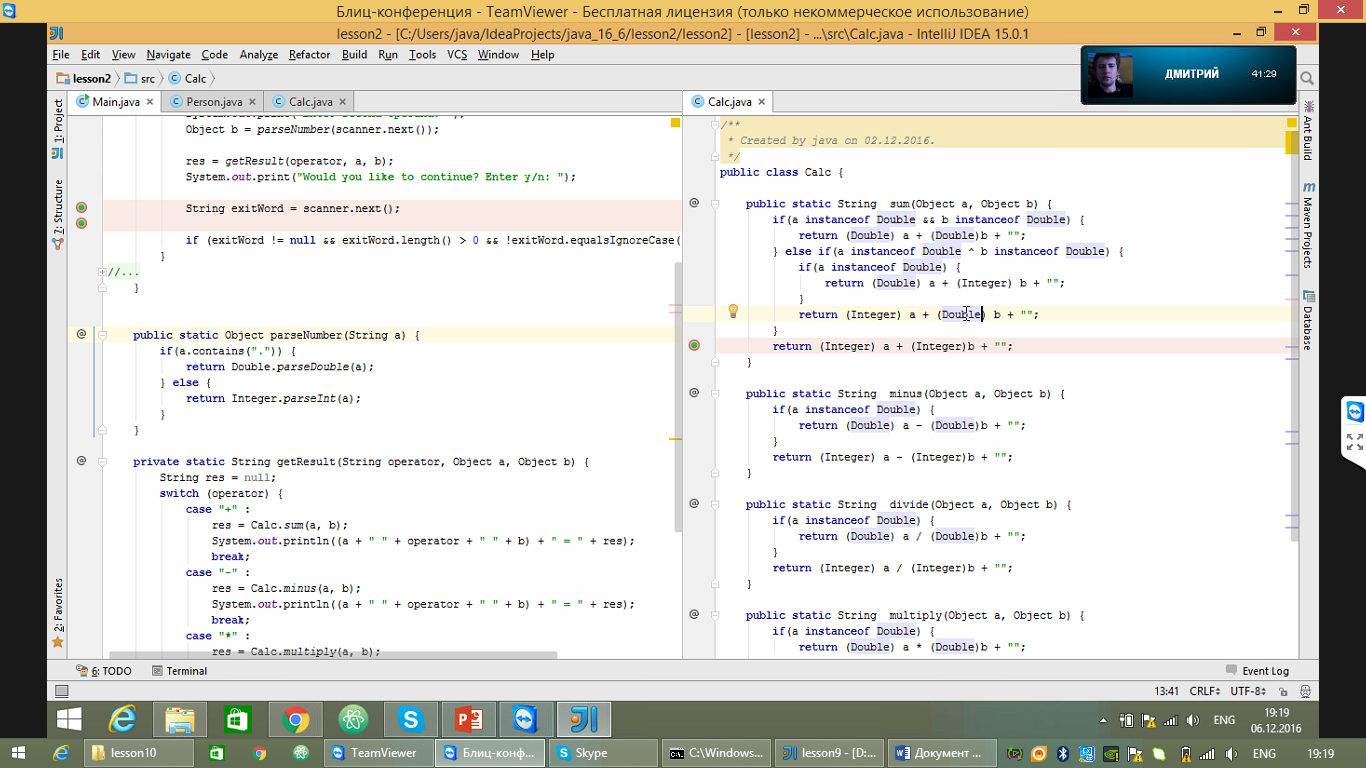 Блиц-конференция - TeamViewer - Бесплатная лицензия (только некоммерческое использование)
lesson2 - [C:/Users/java/IdeaProjects/java_16_6/lesson2/lesson2] - [lesson2] - ...\src\Calc.java - IntelliJ IDEA 15.0.1
File Edit View Navigate Code Analyze Refactor Build Run Tools VCS Window Help
ДМИТРИЙ 41:29
lesson2 src Calc
Main.java Person.java Calc.java
1: Project
7: Structure
2: Favorites
Object b = parseNumber(scanner.next());
res = getResult(operator, a, b);
System.out.print("Would you like to continue? Enter y/n: ");
String exitWord = scanner.next();
if (exitWord != null && exitWord.length() > 0 && !exitWord.equalsIgnoreCase(
}
//...
}
public static Object parseNumber(String a) {
if(a.contains(".")) {
return Double.parseDouble(a);
} else {
return Integer.parseInt(a);
}
}
private static String getResult(String operator, Object a, Object b) {
String res = null;
switch (operator) {
case "+" :
res = Calc.sum(a, b);
System.out.println((a + " " + operator + " " + b) + " = " + res);
break;
case "-" :
res = Calc.minus(a, b);
System.out.println((a + " " + operator + " " + b) + " = " + res);
break;
case "*" :
res = Calc.multiply(a, b);
Calc.java
/**
* Created by java on 02.12.2016.
*/
public class Calc {
public static String sum(Object a, Object b) {
if(a instanceof Double && b instanceof Double) {
return (Double) a + (Double)b + "";
} else if(a instanceof Double ^ b instanceof Double) {
if(a instanceof Double) {
return (Double) a + (Integer) b + "";
}
return (Integer) a + (Double) b + "";
}
return (Integer) a + (Integer)b + "";
}
public static String minus(Object a, Object b) {
if(a instanceof Double) {
return (Double) a - (Double)b + "";
}
return (Integer) a - (Integer)b + "";
}
public static String divide(Object a, Object b) {
if(a instanceof Double) {
return (Double) a / (Double)b + "";
}
return (Integer) a / (Integer)b + "";
}
public static String multiply(Object a, Object b) {
if(a instanceof Double) {
return (Double) a * (Double)b + "";
Ant Build
Maven Projects
Database
6: TODO Terminal Event Log
13:41 CRLF UTF-8
ENG 19:19
06.12.2016
lesson10 TeamViewer Блиц-конф... Skype C:\Windows... lesson9 - [D:... Документ ... ENG 19:19